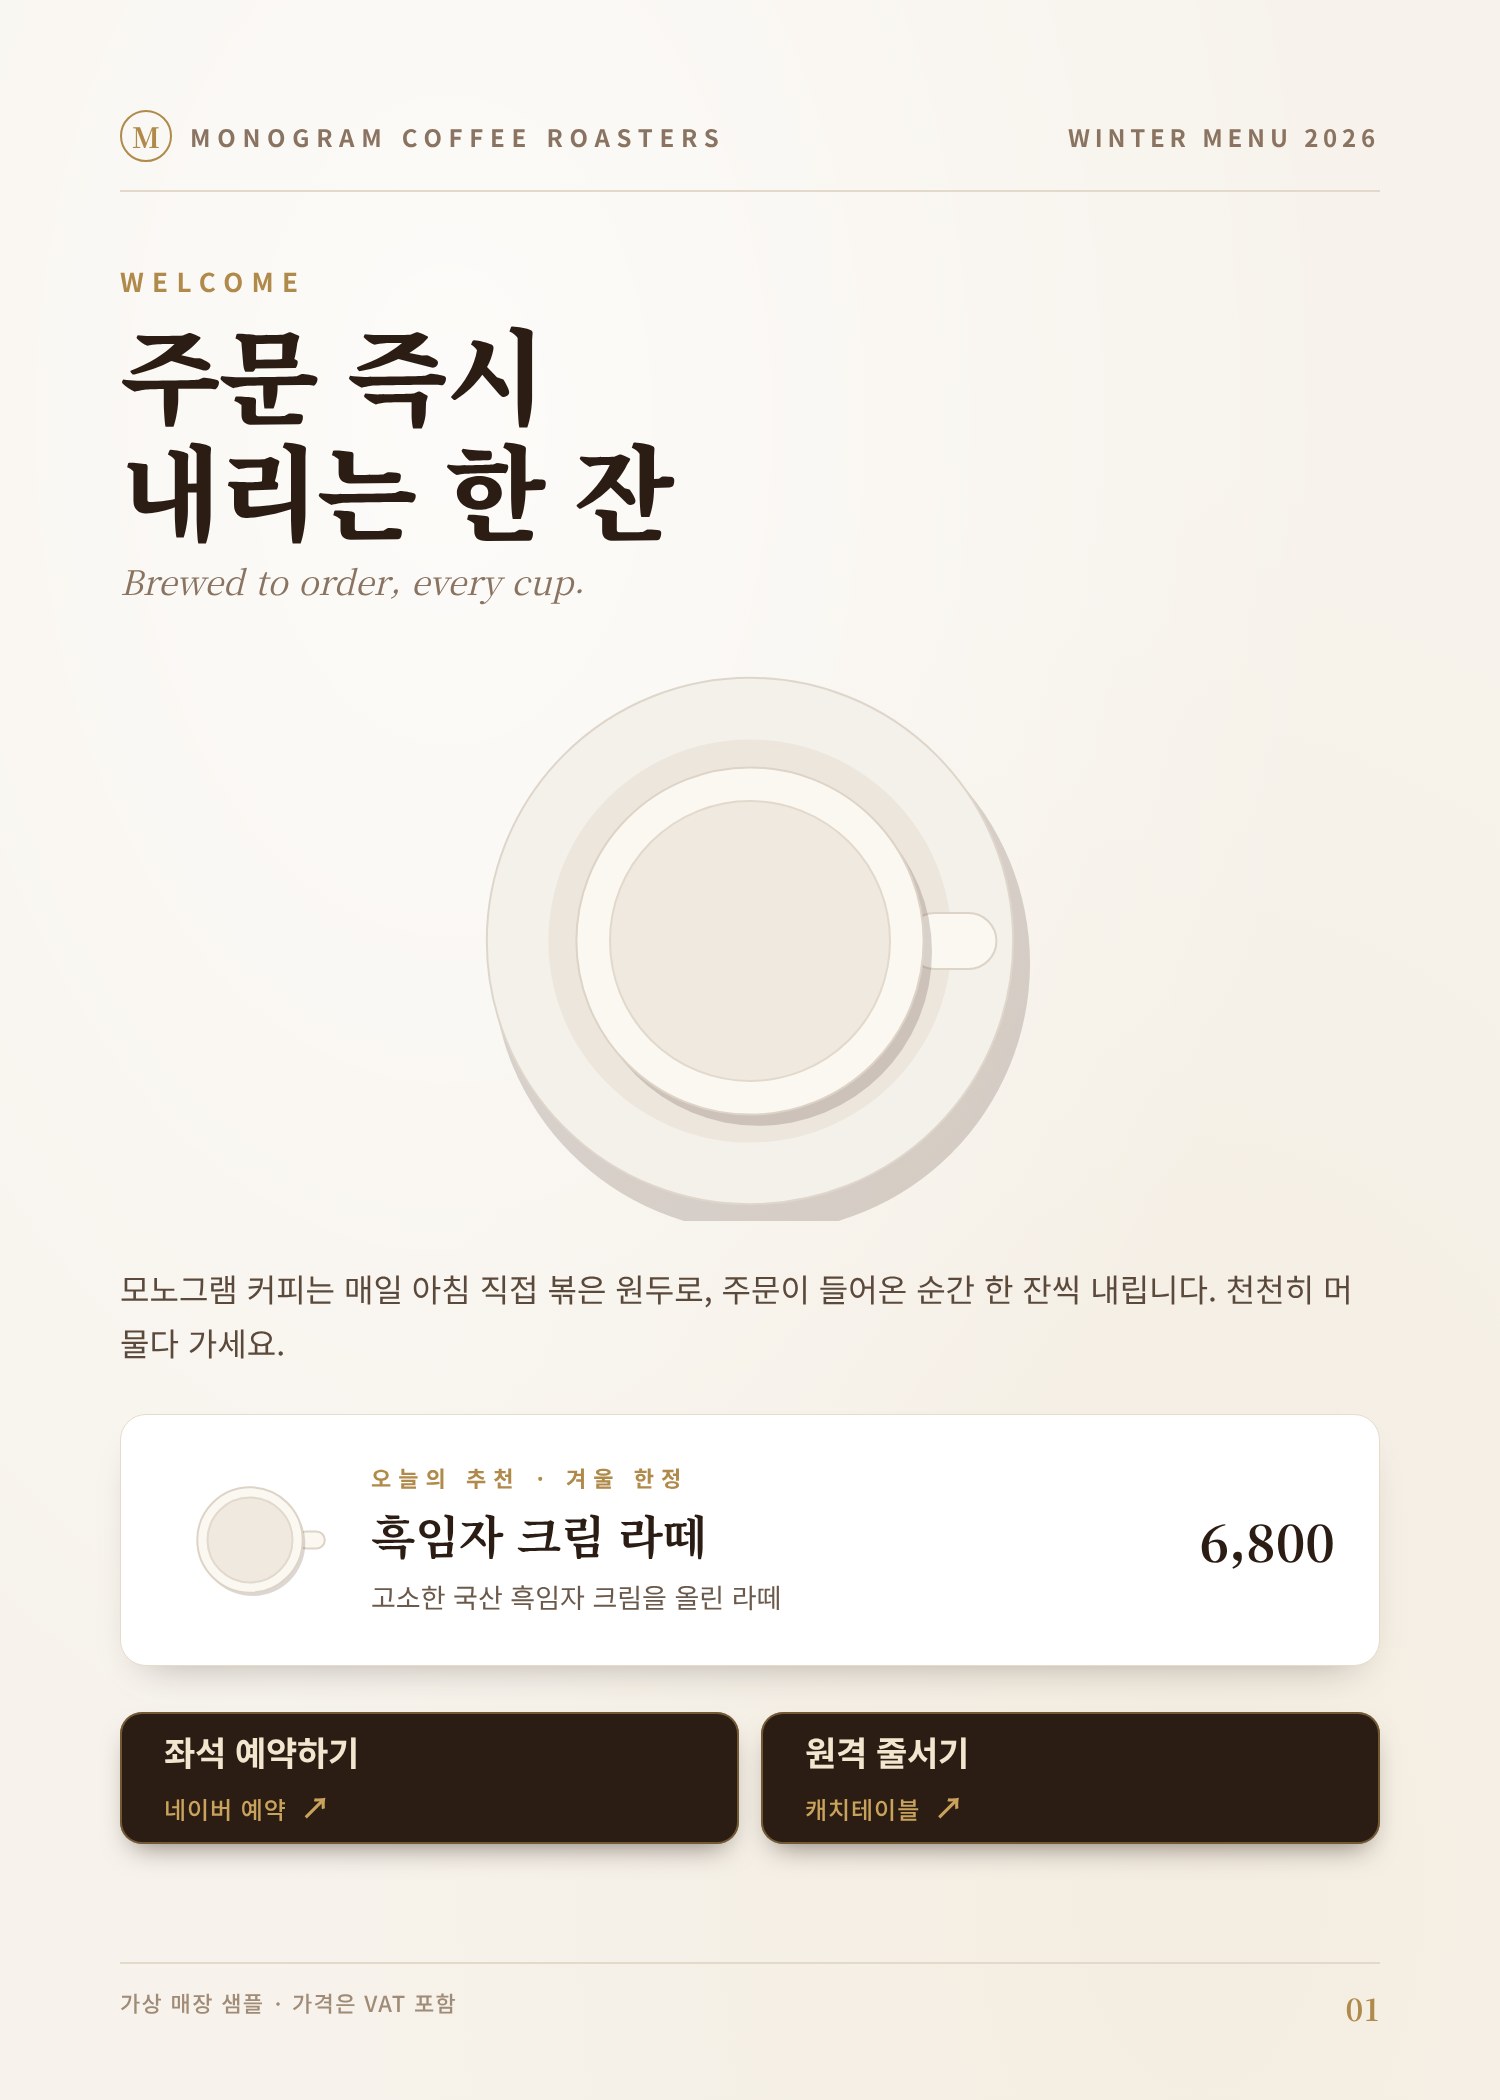 M MONOGRAM COFFEE ROASTERS
WINTER MENU 2026
WELCOME
주문 즉시
내리는 한 잔
Brewed to order, every cup.
모노그램 커피는 매일 아침 직접 볶은 원두로, 주문이 들어온 순간 한 잔씩 내립니다. 천천히 머
물다 가세요.
오늘의 추천 · 겨울 한정
흑임자 크림 라떼
6,800
고소한 국산 흑임자 크림을 올린 라떼
좌석 예약하기
네이버 예약 ↗
원격 줄서기
캐치테이블 ↗
가상 매장 샘플 · 가격은 VAT 포함
01